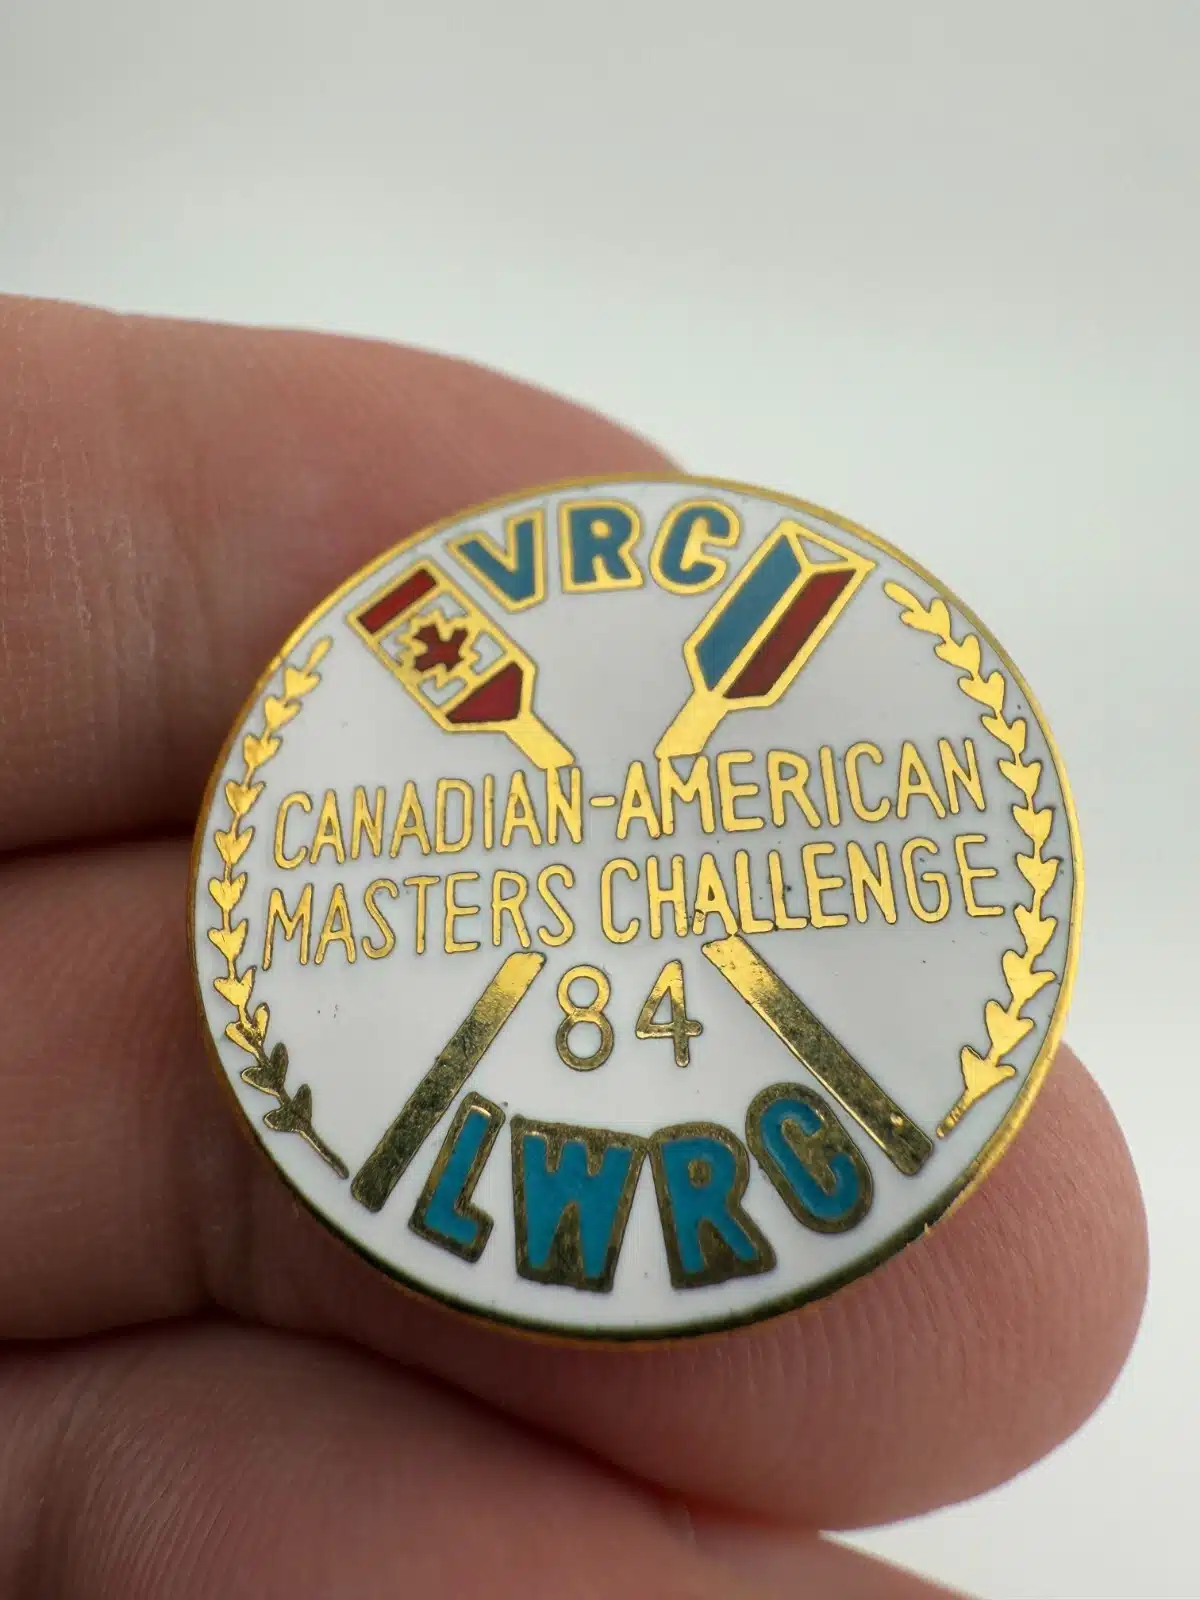 VRC
CANADIAN-AMERICAN
MASTERS CHALLENGE
84
LWRC